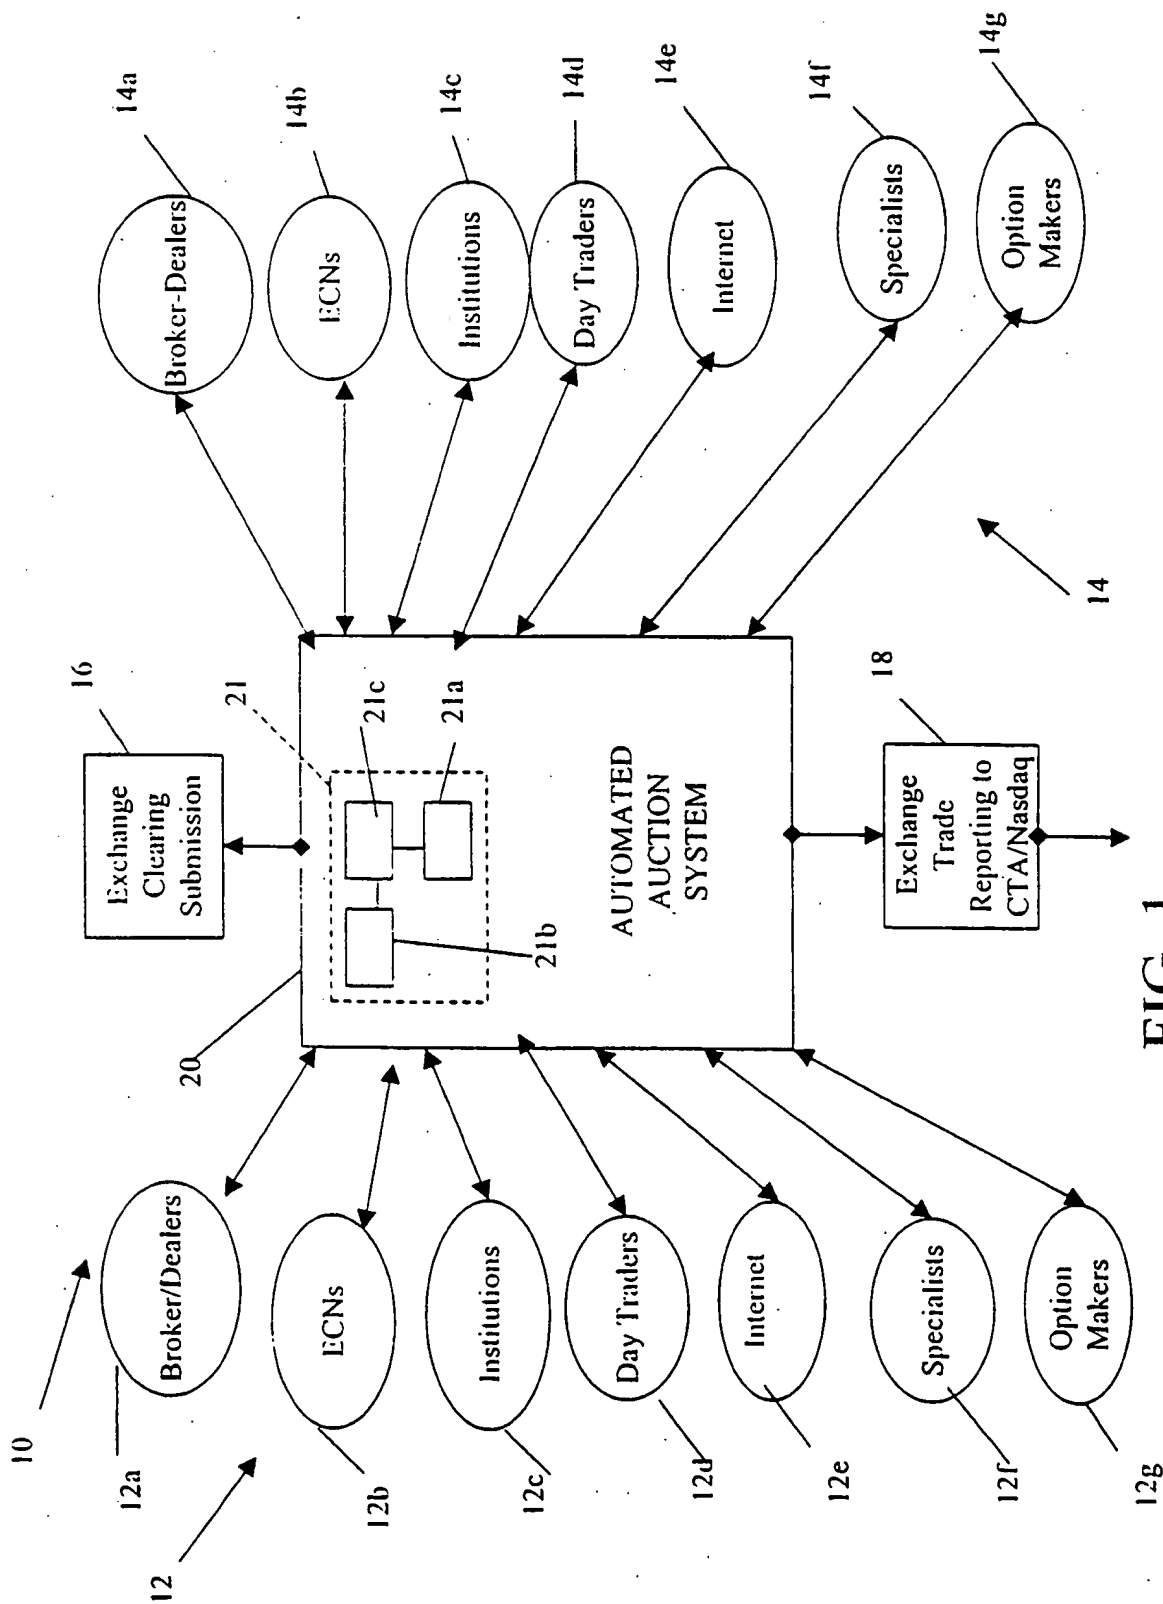 10
12
12a
Broker/Dealers
12b
ECNs
12c
Institutions
12d
Day Traders
12e
Internet
12f
Specialists
12g
Option
Makers
16
Exchange
Clearing
Submission
20
21
21c
21a
21b
AUTOMATED
AUCTION
SYSTEM
18
Exchange
Trade
Reporting to
CTA/Nasdaq
14
14a
Broker-Dealers
14b
ECNs
14c
Institutions
14d
Day Traders
14e
Internet
14f
Specialists
14g
Option
Makers
FIG. 1